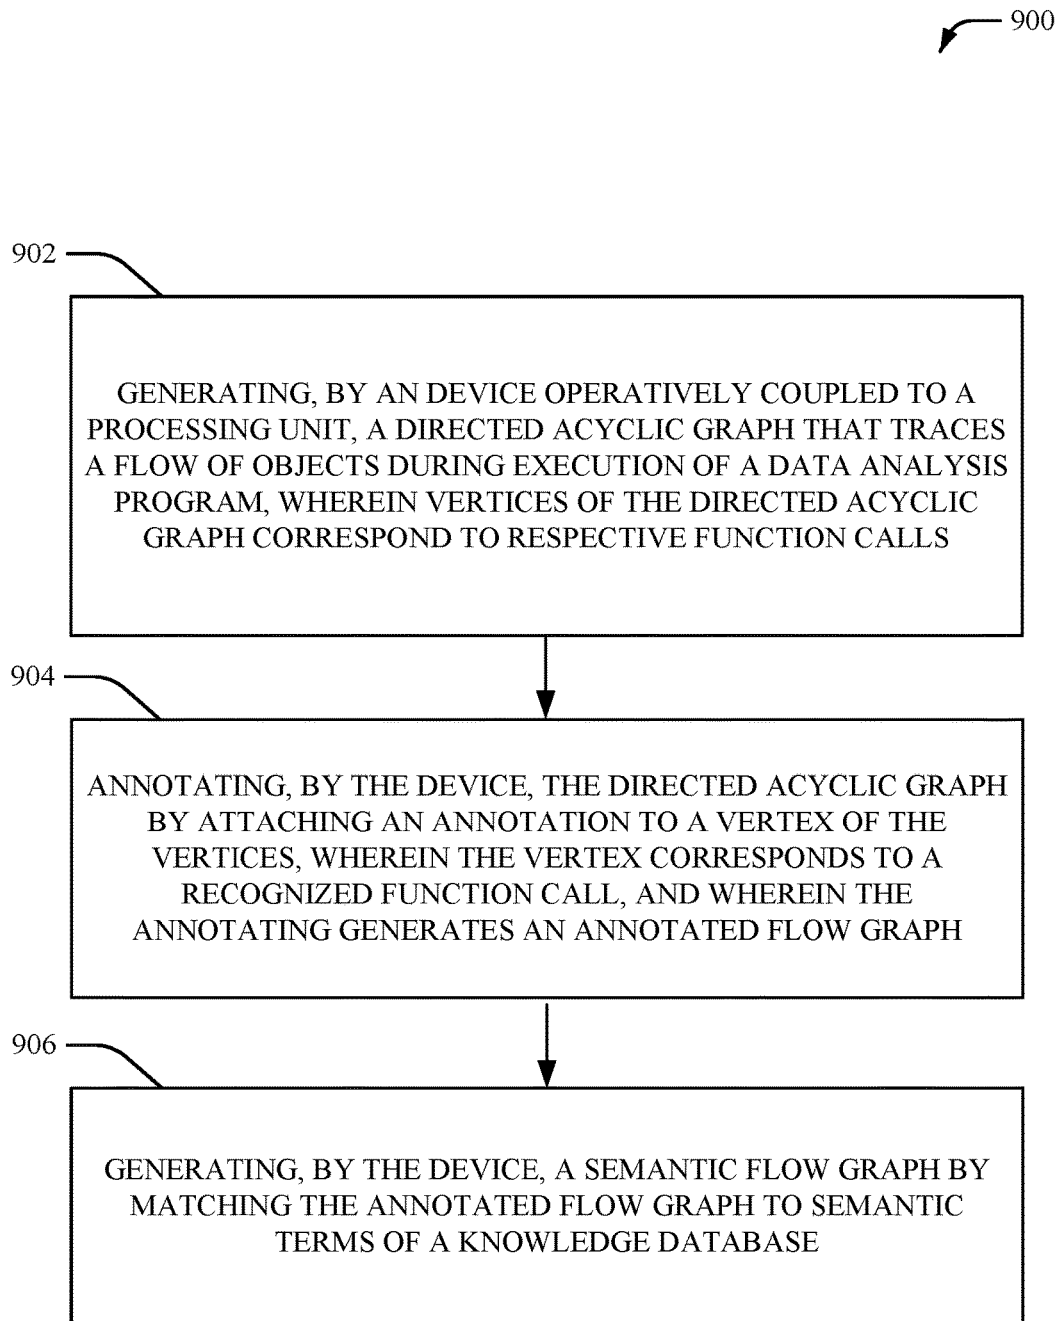 900
902
GENERATING, BY AN DEVICE OPERATIVELY COUPLED TO A
PROCESSING UNIT, A DIRECTED ACYCLIC GRAPH THAT TRACES
A FLOW OF OBJECTS DURING EXECUTION OF A DATA ANALYSIS
PROGRAM, WHEREIN VERTICES OF THE DIRECTED ACYCLIC
GRAPH CORRESPOND TO RESPECTIVE FUNCTION CALLS
904
ANNOTATING, BY THE DEVICE, THE DIRECTED ACYCLIC GRAPH
BY ATTACHING AN ANNOTATION TO A VERTEX OF THE
VERTICES, WHEREIN THE VERTEX CORRESPONDS TO A
RECOGNIZED FUNCTION CALL, AND WHEREIN THE
ANNOTATING GENERATES AN ANNOTATED FLOW GRAPH
906
GENERATING, BY THE DEVICE, A SEMANTIC FLOW GRAPH BY
MATCHING THE ANNOTATED FLOW GRAPH TO SEMANTIC
TERMS OF A KNOWLEDGE DATABASE